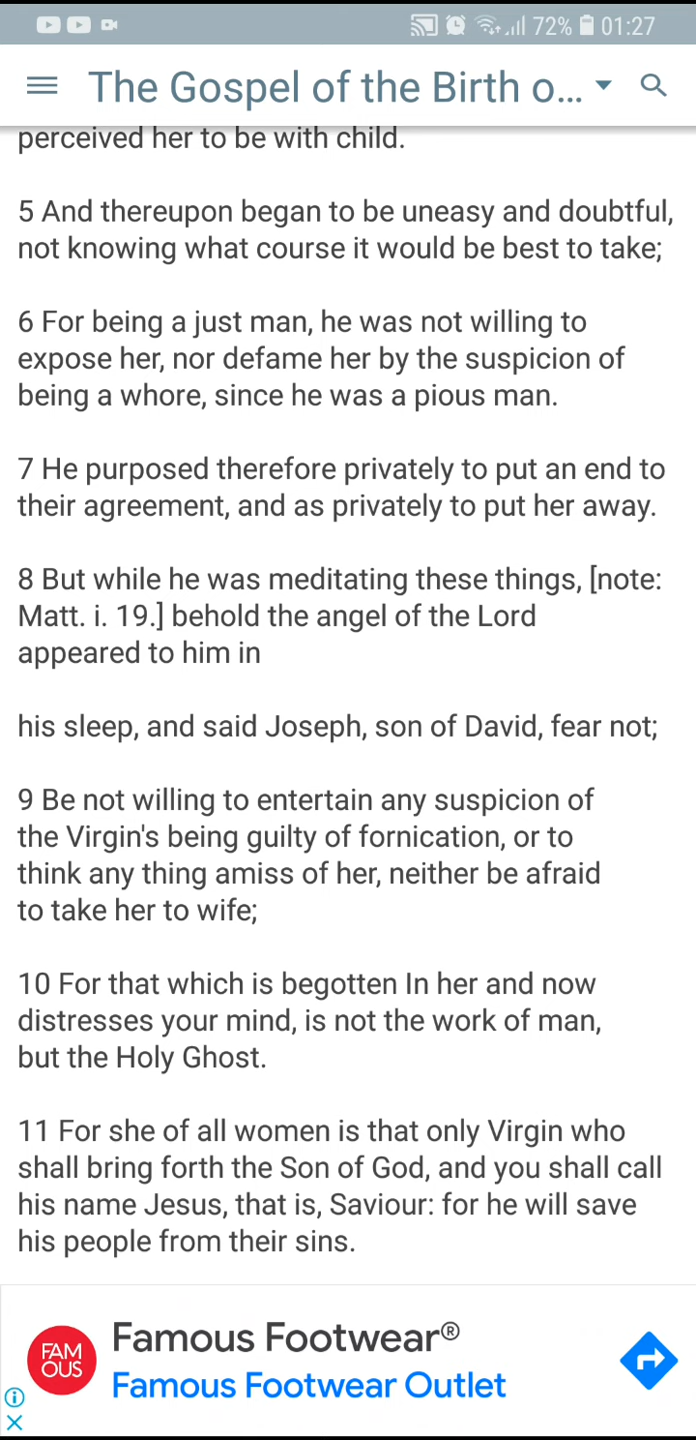 72% 01:27
The Gospel of the Birth o...
perceived her to be with child.
5 And thereupon began to be uneasy and doubtful,
not knowing what course it would be best to take;
6 For being a just man, he was not willing to
expose her, nor defame her by the suspicion of
being a whore, since he was a pious man.
7 He purposed therefore privately to put an end to
their agreement, and as privately to put her away.
8 But while he was meditating these things, [note:
Matt. i. 19.] behold the angel of the Lord
appeared to him in
his sleep, and said Joseph, son of David, fear not;
9 Be not willing to entertain any suspicion of
the Virgin's being guilty of fornication, or to
think any thing amiss of her, neither be afraid
to take her to wife;
10 For that which is begotten In her and now
distresses your mind, is not the work of man,
but the Holy Ghost.
11 For she of all women is that only Virgin who
shall bring forth the Son of God, and you shall call
his name Jesus, that is, Saviour: for he will save
his people from their sins.
FAM
OUS
Famous Footwear®
Famous Footwear Outlet